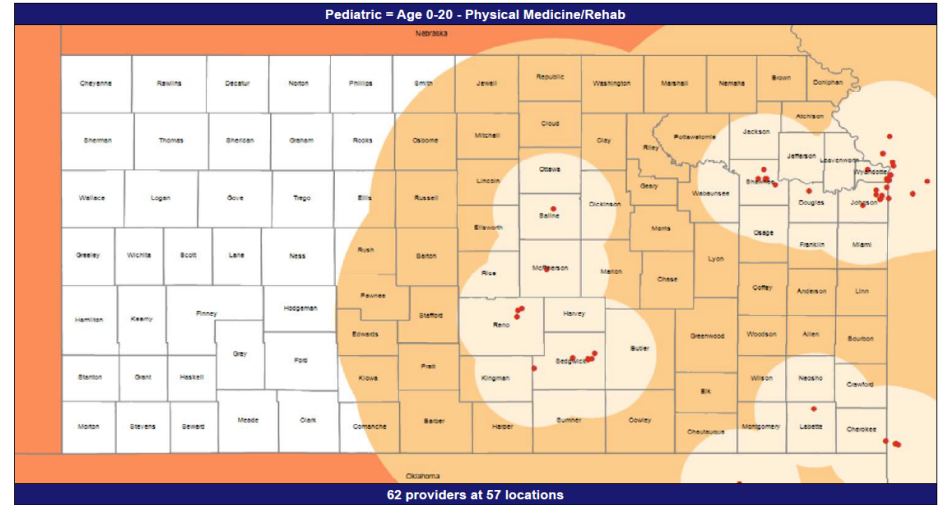 Pediatric = Age 0-20 - Physical Medicine/Rehab
Nebraska
Cheyenne Rawlins Decatur Norton Phillips Smith Jewell Republic Washington Marshall Nemaha Brown Doniphan
Atchison
Sherman Thomas Sheridan Graham Rooks Osborne Mitchell Cloud Clay Riley Pottawatomie Jackson
Jefferson Leavenworth
Ottawa
Lincoln Geary Shawnee Wyandotte
Wallace Logan Gove Trego Ellis Russell Dickinson Wabaunsee Douglas Johnson
Saline
Ellsworth Morris Osage
Greeley Wichita Scott Lane Ness Rush Barton Lyon Franklin Miami
Rice McPherson Marion Chase
Coffey Anderson Linn
Pawnee
Hamilton Kearny Finney Hodgeman Stafford Reno Harvey
Edwards Greenwood Woodson Allen Bourbon
Gray Ford Butler
Sedgwick
Stanton Grant Haskell Kiowa Pratt Kingman Wilson Neosho Crawford
Elk
Morton Stevens Seward Meade Clark Comanche Barber Harper Sumner Cowley Chautauqua Montgomery Labette Cherokee
Oklahoma
62 providers at 57 locations